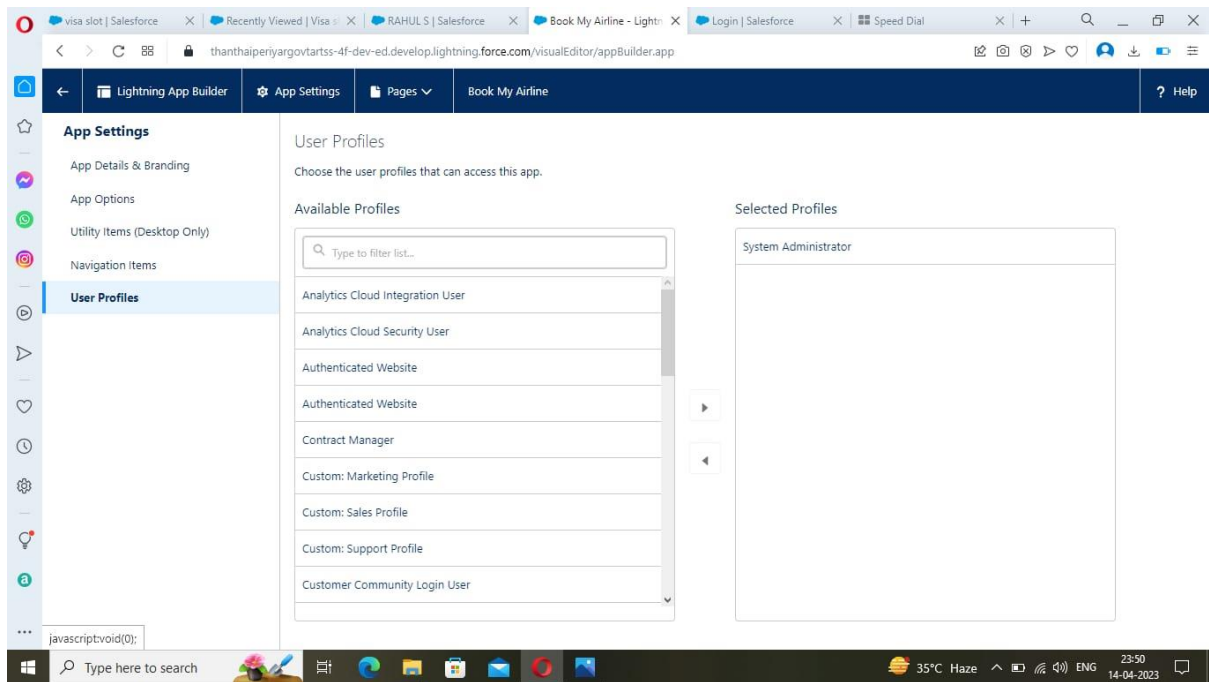 visa slot | Salesforce
Recently Viewed | Visa s
RAHUL S | Salesforce
Book My Airline - Lightn
Login | Salesforce
Speed Dial
thanthaiperiyargovtartss-4f-dev-ed.develop.lightning.force.com/visualEditor/appBuilder.app
Lightning App Builder
App Settings
Pages
Book My Airline
? Help
App Settings
App Details & Branding
App Options
Utility Items (Desktop Only)
Navigation Items
User Profiles
User Profiles
Choose the user profiles that can access this app.
Available Profiles
Type to filter list...
Analytics Cloud Integration User
Analytics Cloud Security User
Authenticated Website
Authenticated Website
Contract Manager
Custom: Marketing Profile
Custom: Sales Profile
Custom: Support Profile
Customer Community Login User
Selected Profiles
System Administrator
javascript:void(0);
Type here to search
35°C Haze
ENG
23:50
14-04-2023